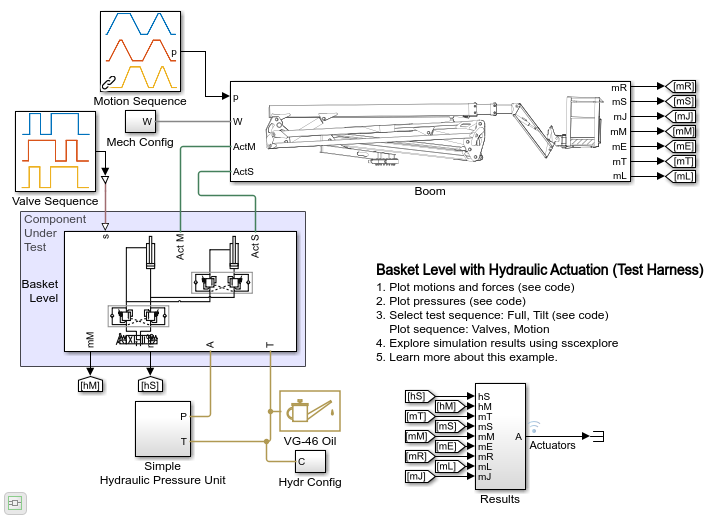 p
Motion Sequence
W
Mech Config
Valve Sequence
p
W
ActM
ActS
mR
mS
mJ
mM
mE
mT
mL
[mR]
[mS]
[mJ]
[mM]
[mE]
[mT]
[mL]
Boom
Component
Under
Test
s
Act M
Act S
Basket
Level
mM
A
T
[hM]
[hS]
P
T
Simple
Hydraulic Pressure Unit
VG-46 Oil
C
Hydr Config
Basket Level with Hydraulic Actuation (Test Harness)
1. Plot motions and forces (see code)
2. Plot pressures (see code)
3. Select test sequence: Full, Tilt (see code)
Plot sequence: Valves, Motion
4. Explore simulation results using sscexplore
5. Learn more about this example.
[hS]
[hM]
[mT]
[mS]
[mM]
[mE]
[mR]
[mL]
[mJ]
hS
hM
mT
mS
mM
mE
mR
mL
mJ
A
Actuators
Results